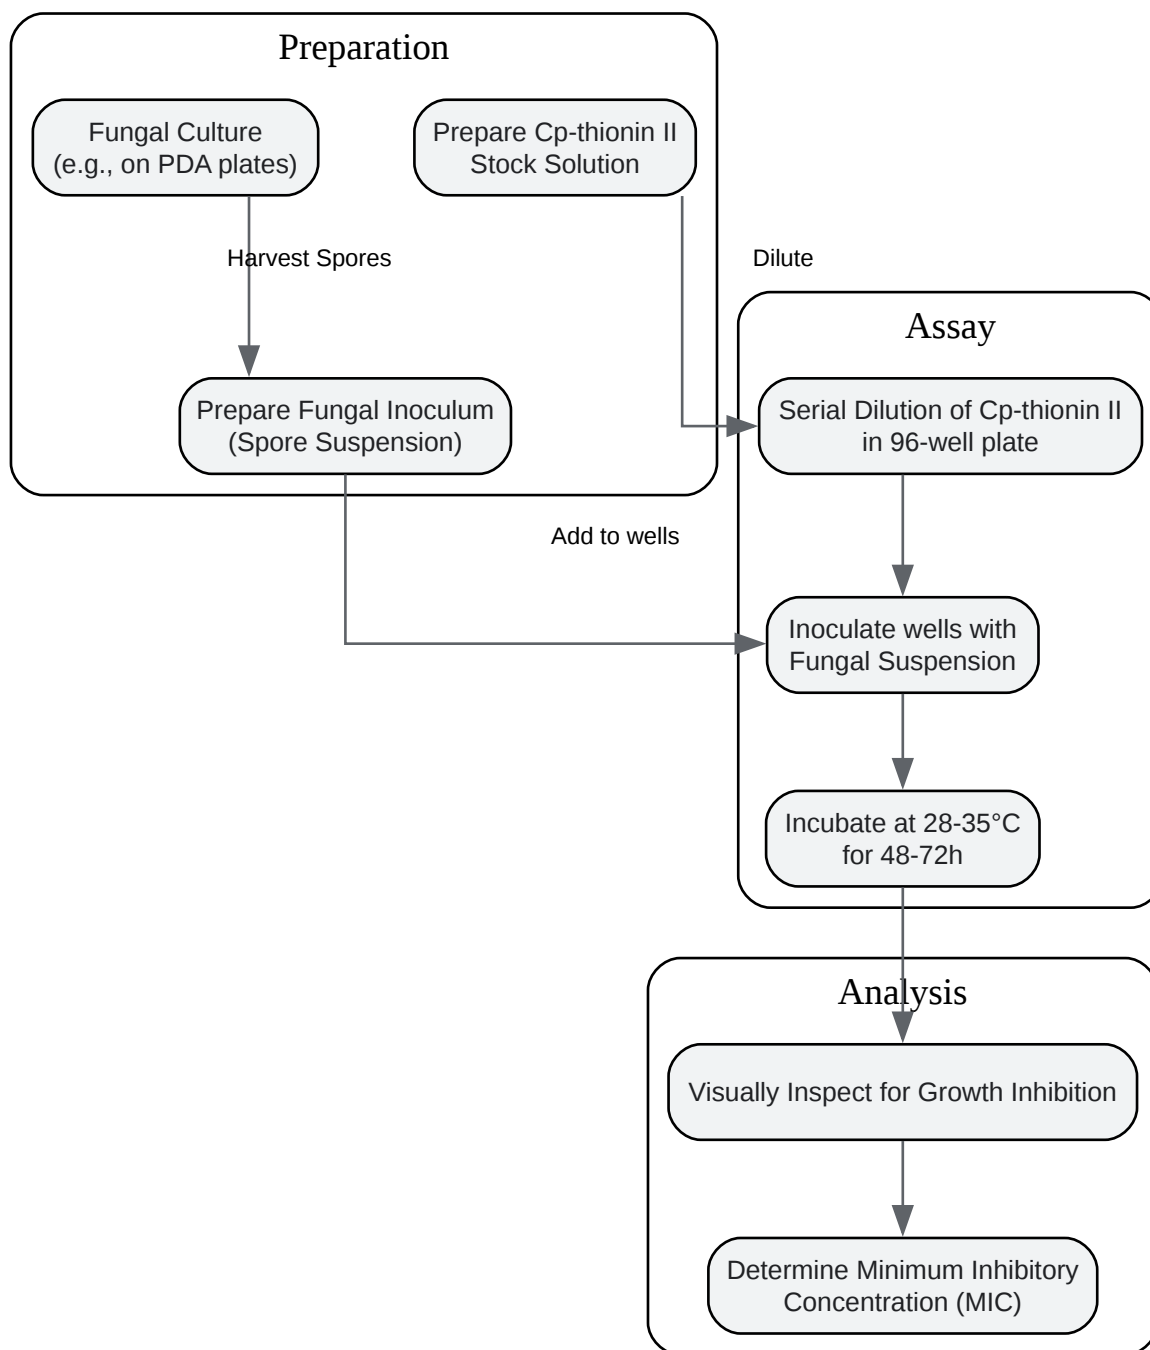 Preparation
Fungal Culture
(e.g., on PDA plates)
Prepare Cp-thionin II
Stock Solution
Harvest Spores
Dilute
Prepare Fungal Inoculum
(Spore Suspension)
Assay
Serial Dilution of Cp-thionin II
in 96-well plate
Add to wells
Inoculate wells with
Fungal Suspension
Incubate at 28-35°C
for 48-72h
Analysis
Visually Inspect for Growth Inhibition
Determine Minimum Inhibitory
Concentration (MIC)